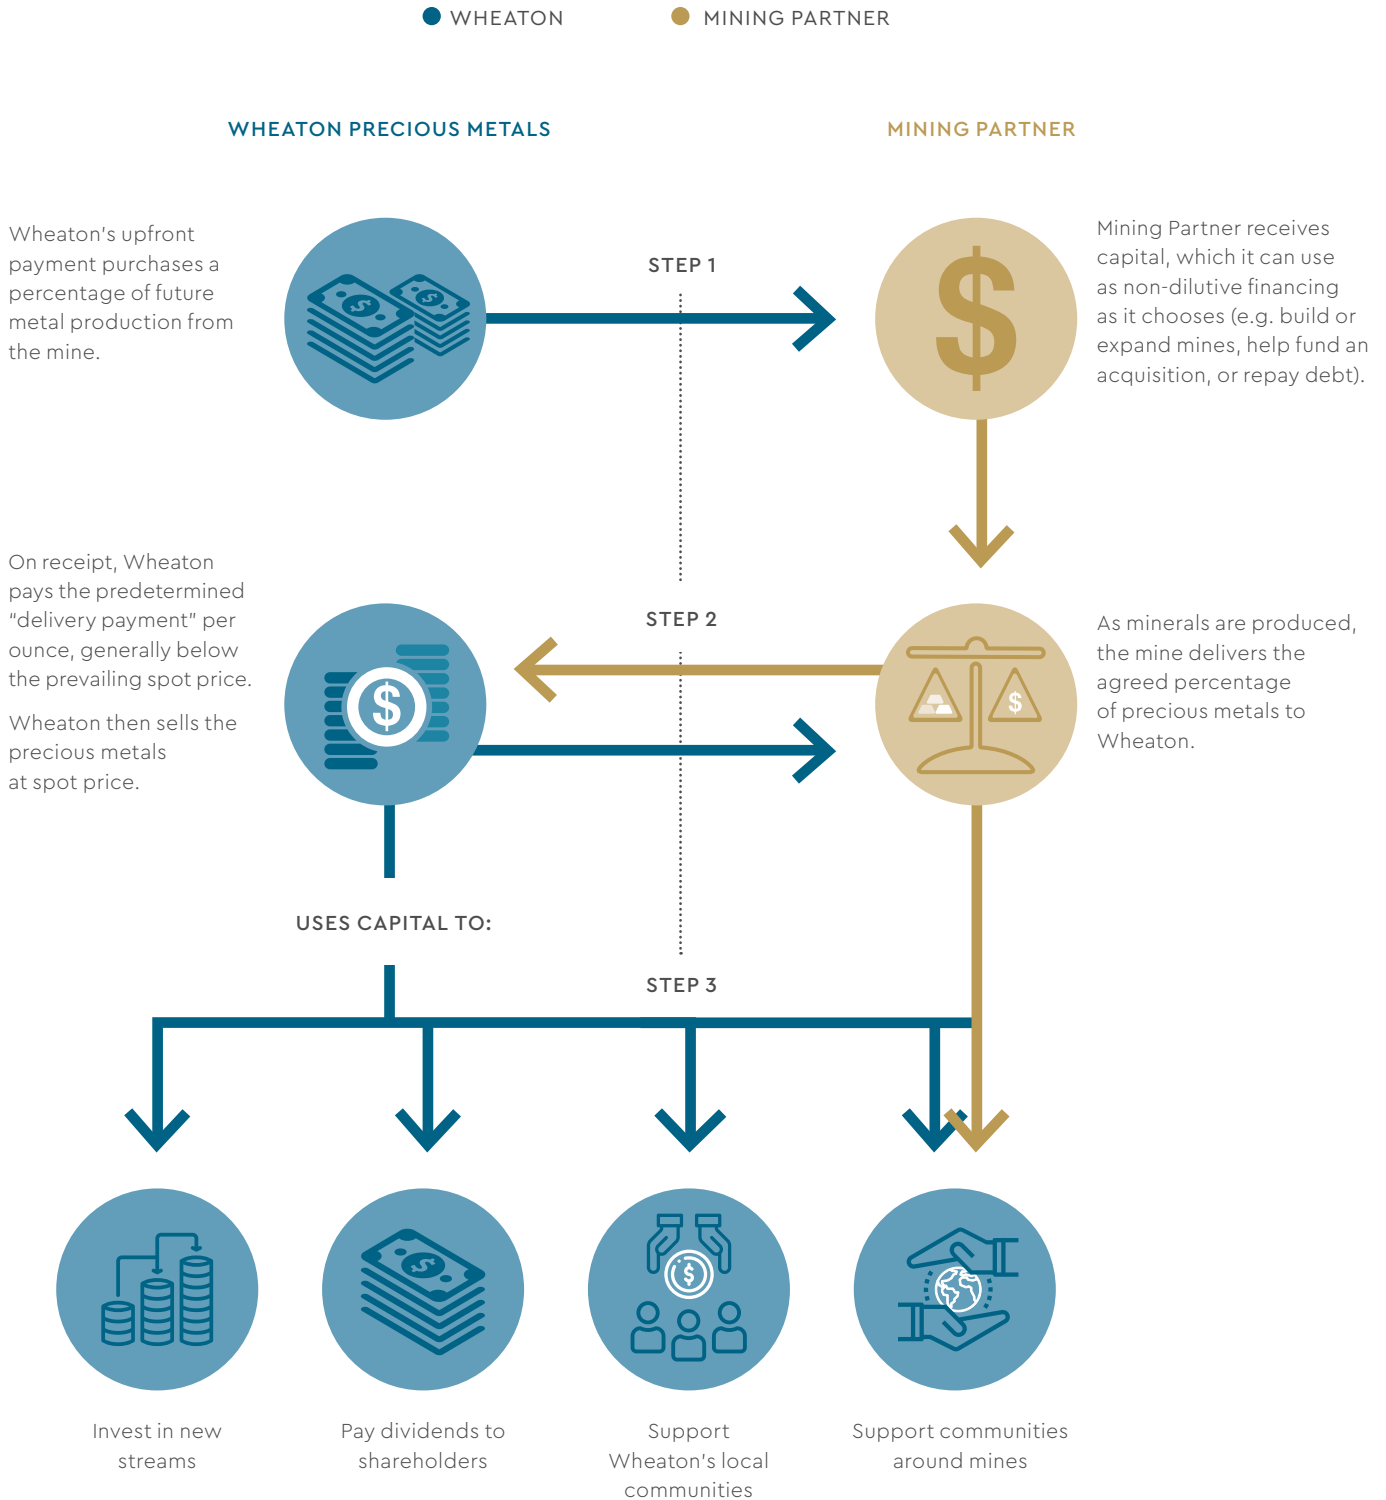 WHEATON
MINING PARTNER
WHEATON PRECIOUS METALS
MINING PARTNER
Wheaton's upfront
payment purchases a
percentage of future
metal production from
the mine.
STEP 1
$ $
$
Mining Partner receives
capital, which it can use
as non-dilutive financing
as it chooses (e.g. build or
expand mines, help fund an
acquisition, or repay debt).
On receipt, Wheaton
pays the predetermined
“delivery payment” per
ounce, generally below
the prevailing spot price.
Wheaton then sells the
precious metals
at spot price.
$
STEP 2
$
As minerals are produced,
the mine delivers the
agreed percentage
of precious metals to
Wheaton.
USES CAPITAL TO:
STEP 3
$
$
Invest in new
streams
Pay dividends to
shareholders
Support
Wheaton's local
communities
Support communities
around mines